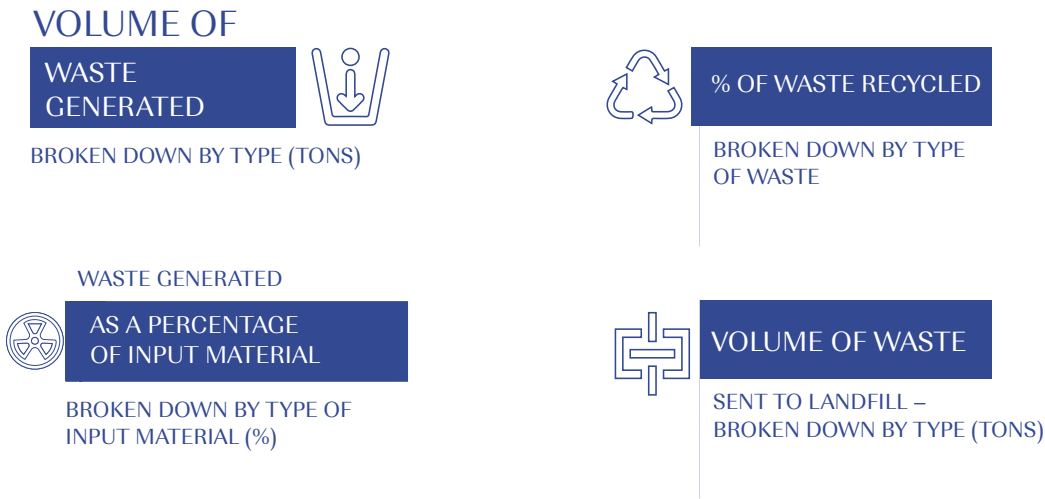 VOLUME OF
WASTE
GENERATED
BROKEN DOWN BY TYPE (TONS)
% OF WASTE RECYCLED
BROKEN DOWN BY TYPE
OF WASTE
WASTE GENERATED
AS A PERCENTAGE
OF INPUT MATERIAL
BROKEN DOWN BY TYPE OF
INPUT MATERIAL (%)
VOLUME OF WASTE
SENT TO LANDFILL –
BROKEN DOWN BY TYPE (TONS)